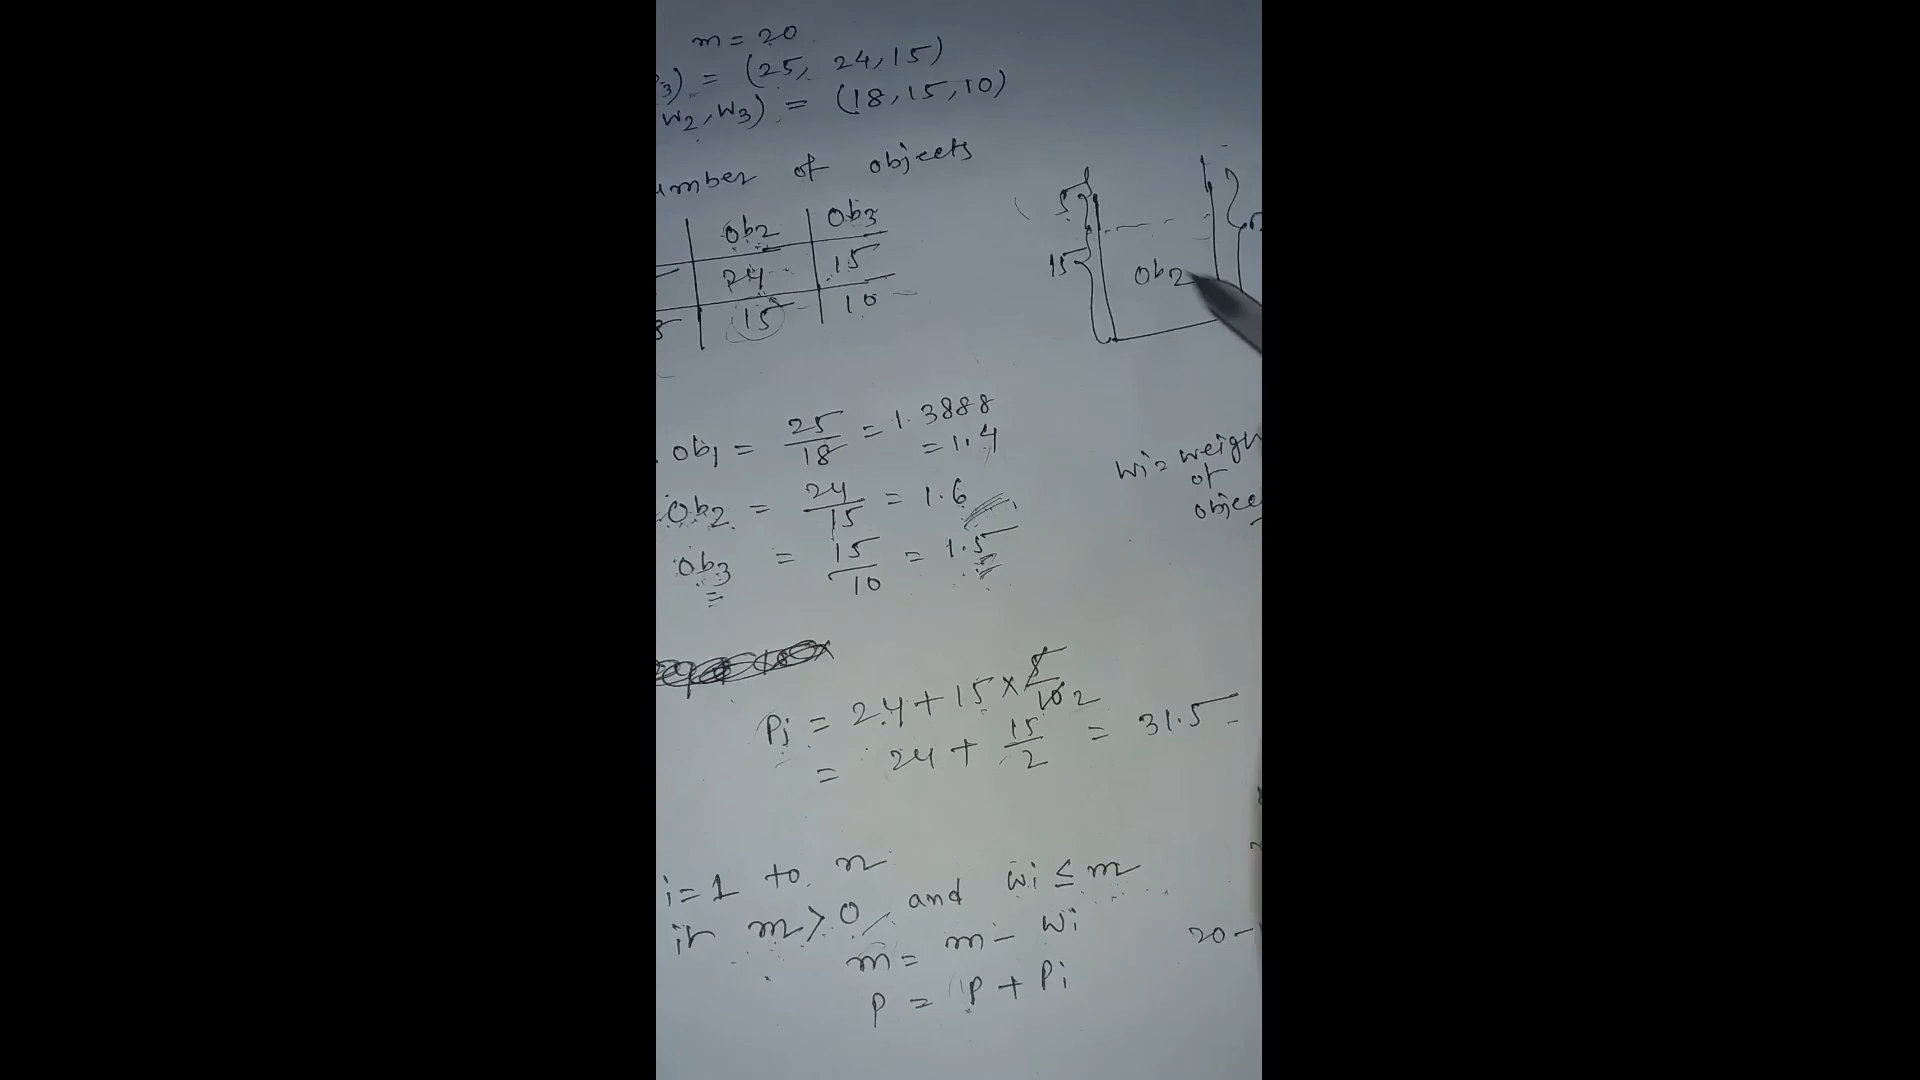 m = 20
3) = (25, 24, 15)
w2, w3) = (18, 15, 10)
umber of objects
ob2 ob3
24 15
15 10
5
15
ob2
ob1 = 25/18 = 1.3888
= 1.4
ob2 = 24/15 = 1.6
ob3 = 15/10 = 1.5
wi = weigh
of
objec
Pi = 24 + 15 × 5/10 2
= 24 + 15/2 = 31.5
i = 1 to n
if m > 0, and wi ≤ m
m = m - wi
20 -
P = P + Pi